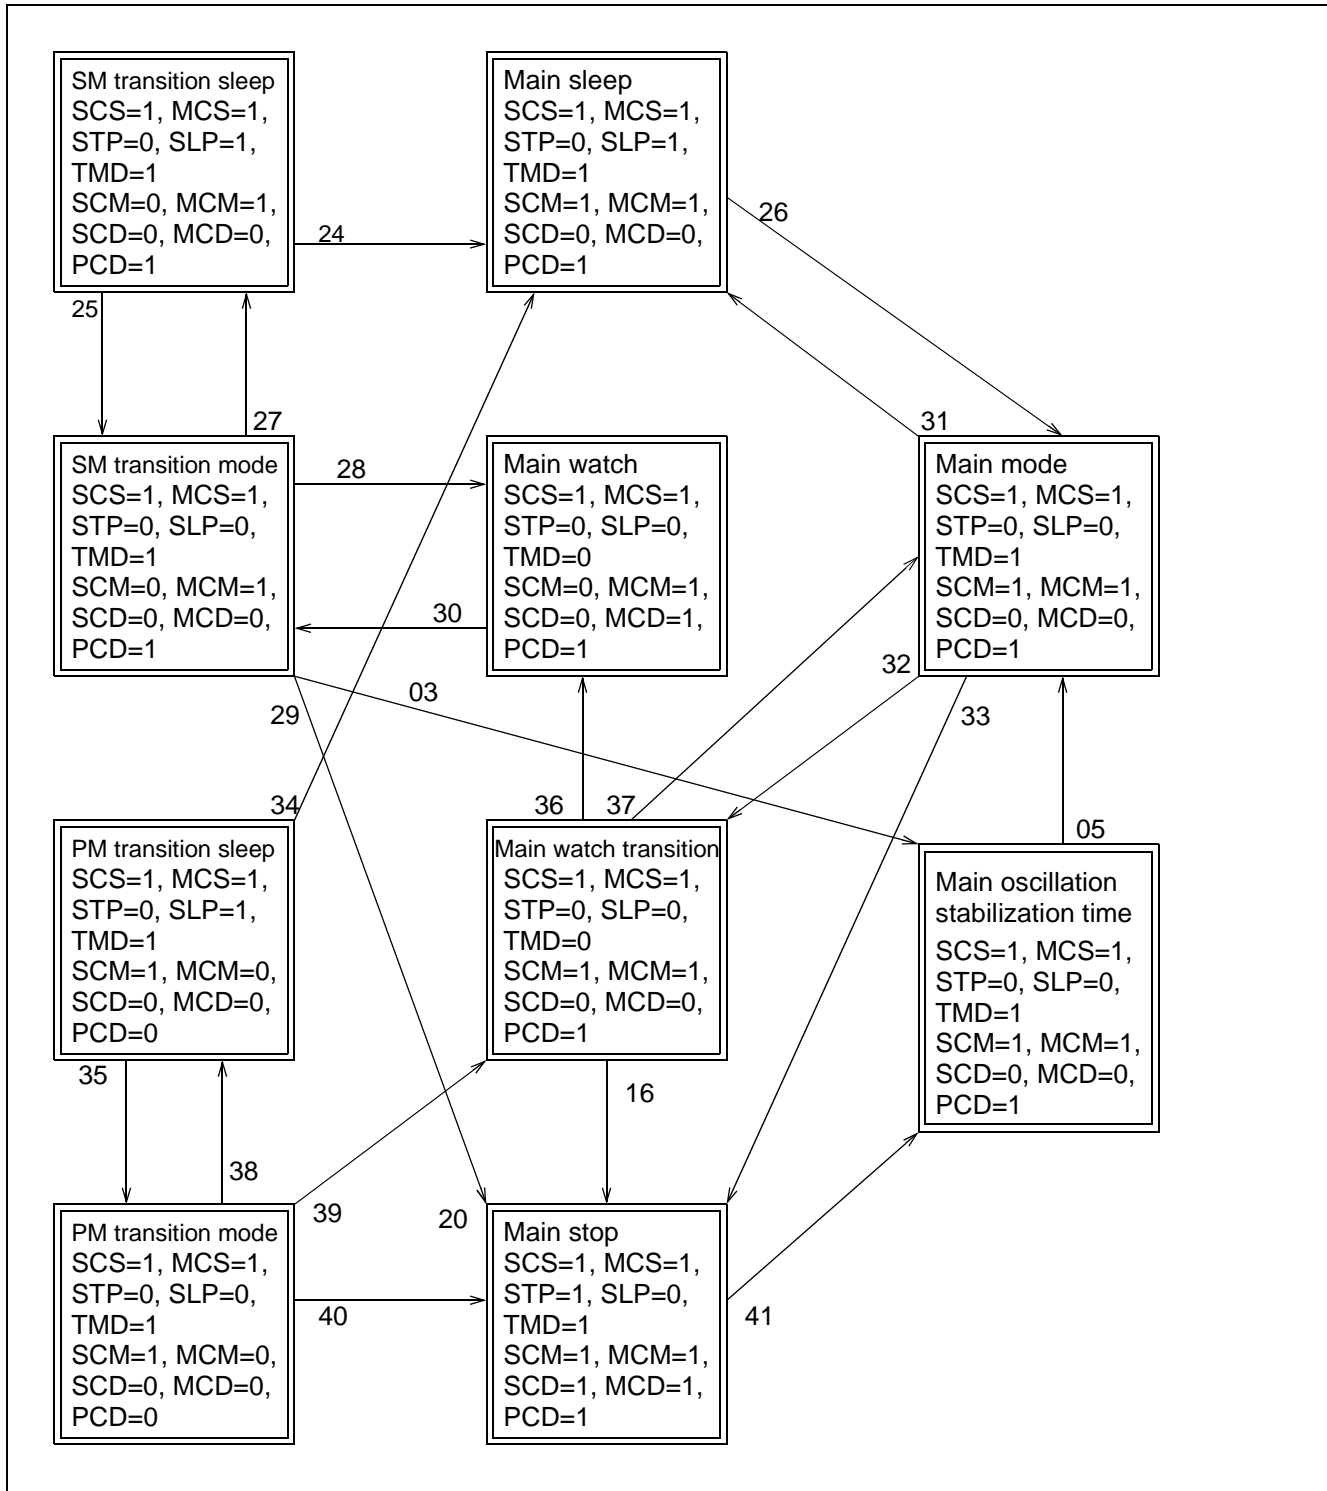 SM transition sleep
SCS=1, MCS=1,
STP=0, SLP=1,
TMD=1
SCM=0, MCM=1,
SCD=0, MCD=0,
PCD=1
Main sleep
SCS=1, MCS=1,
STP=0, SLP=1,
TMD=1
SCM=1, MCM=1,
SCD=0, MCD=0,
PCD=1
24
26
25
27
31
SM transition mode
SCS=1, MCS=1,
STP=0, SLP=0,
TMD=1
SCM=0, MCM=1,
SCD=0, MCD=0,
PCD=1
28
30
Main watch
SCS=1, MCS=1,
STP=0, SLP=0,
TMD=0
SCM=0, MCM=1,
SCD=0, MCD=1,
PCD=1
Main mode
SCS=1, MCS=1,
STP=0, SLP=0,
TMD=1
SCM=1, MCM=1,
SCD=0, MCD=0,
PCD=1
32
03
29
33
34
36
37
05
PM transition sleep
SCS=1, MCS=1,
STP=0, SLP=1,
TMD=1
SCM=1, MCM=0,
SCD=0, MCD=0,
PCD=0
Main watch transition
SCS=1, MCS=1,
STP=0, SLP=0,
TMD=0
SCM=1, MCM=1,
SCD=0, MCD=0,
PCD=1
Main oscillation
stabilization time
SCS=1, MCS=1,
STP=0, SLP=0,
TMD=1
SCM=1, MCM=1,
SCD=0, MCD=0,
PCD=1
35
16
38
39
20
PM transition mode
SCS=1, MCS=1,
STP=0, SLP=0,
TMD=1
SCM=1, MCM=0,
SCD=0, MCD=0,
PCD=0
40
Main stop
SCS=1, MCS=1,
STP=1, SLP=0,
TMD=1
SCM=1, MCM=1,
SCD=1, MCD=1,
PCD=1
41